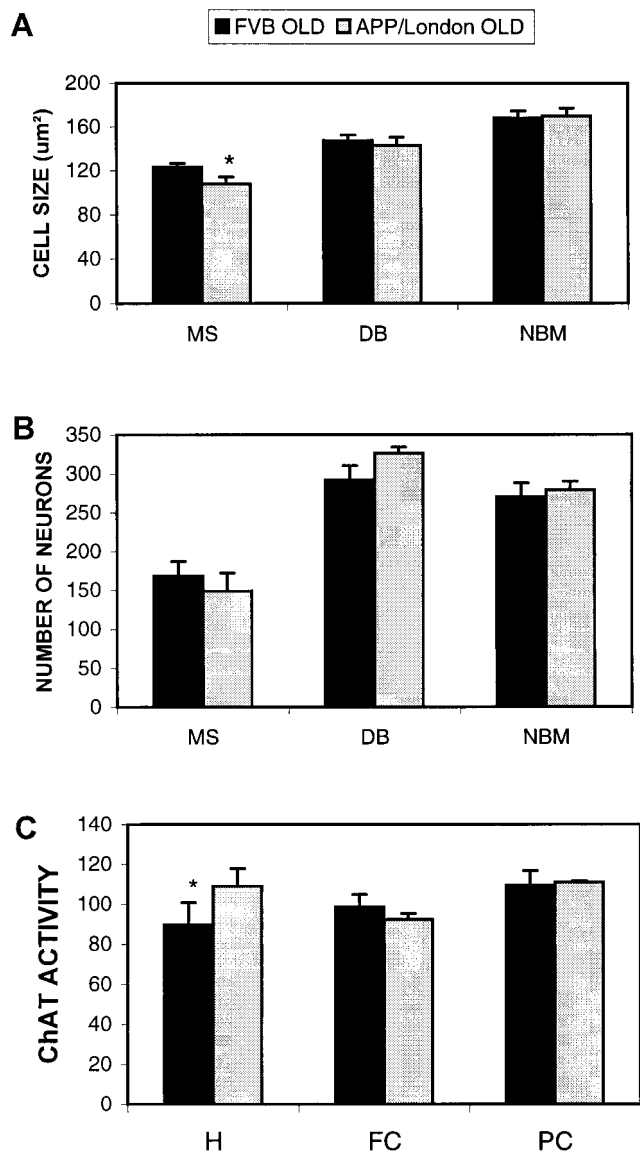 A
FVB OLD APP/London OLD
CELL SIZE (um²)
200
160
120
80
40
0
*
MS DB NBM
B
NUMBER OF NEURONS
350
300
250
200
150
100
50
0
MS DB NBM
C
ChAT ACTIVITY
140
120
100
80
60
40
20
0
*
H FC PC